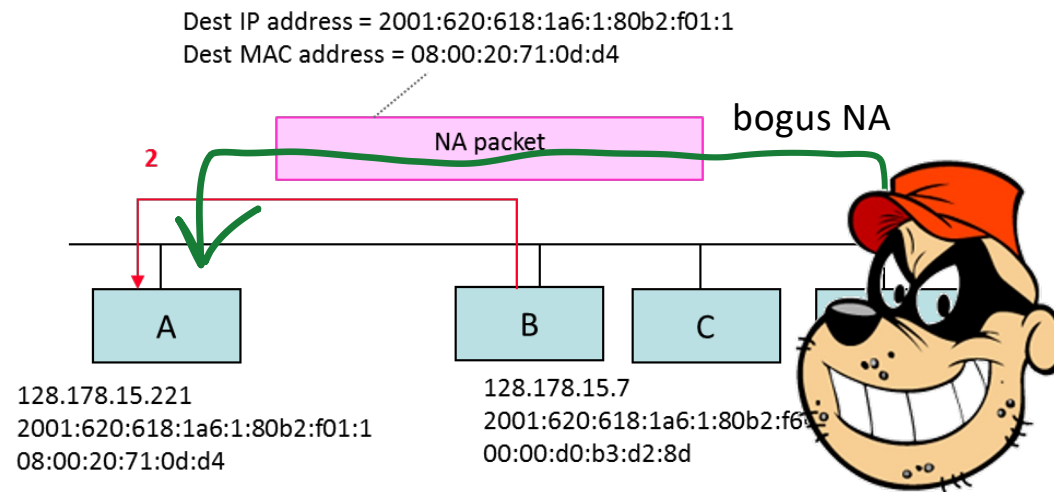 Dest IP address = 2001:620:618:1a6:1:80b2:f01:1
Dest MAC address = 08:00:20:71:0d:d4
bogus NA
NA packet
2
A
B
C
128.178.15.221
2001:620:618:1a6:1:80b2:f01:1
08:00:20:71:0d:d4
128.178.15.7
00:00:d0:b3:d2:8d